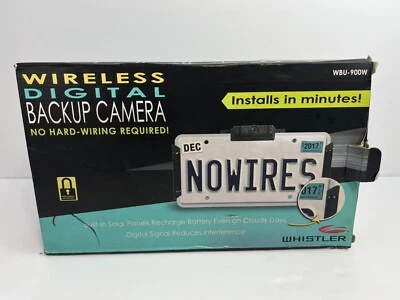 WBU-900W
WIRELESS
DIGITAL
BACKUP CAMERA
NO HARD-WIRING REQUIRED!
Installs in minutes!
DEC
2017
NOWIRES
017
Built-in Solar Panels Recharge Battery Even on Cloudy Days
Digital Signal Reduces Interference
WHISTLER